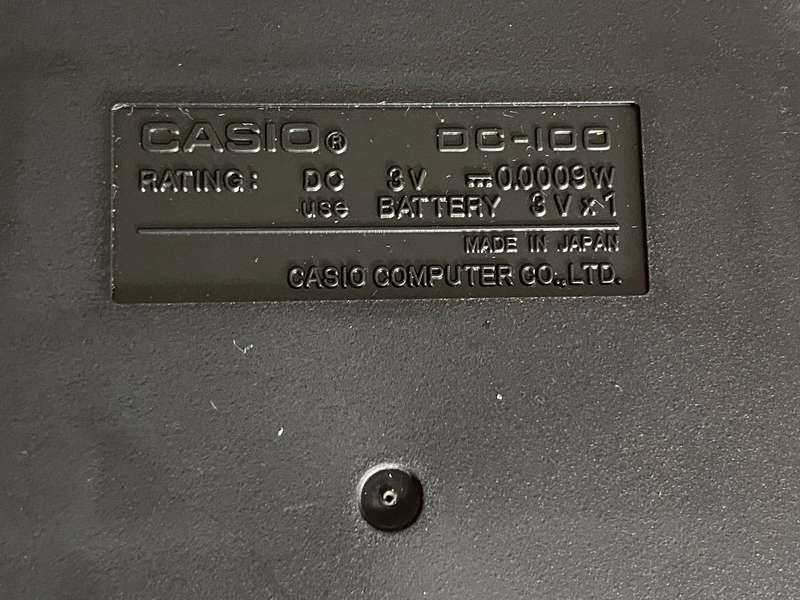 CASIO® DC-100
RATING: DC 3V ⎓0.0009W
use BATTERY 3V x 1
MADE IN JAPAN
CASIO COMPUTER CO., LTD.